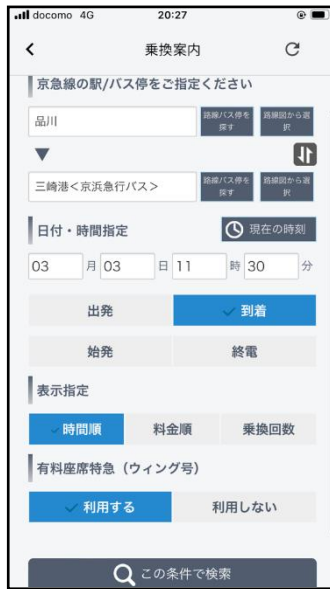 docomo 4G 20:27
乗換案内
京急線の駅/バス停をご指定ください
品川
路線バス停を探す
路線図から選択
三崎港<京浜急行バス>
路線バス停を探す
路線図から選択
日付・時間指定
現在の時刻
03 月 03 日 11 時 30 分
出発 到着
始発 終電
表示指定
時間順 料金順 乗換回数
有料座席特急（ウィング号）
利用する 利用しない
この条件で検索